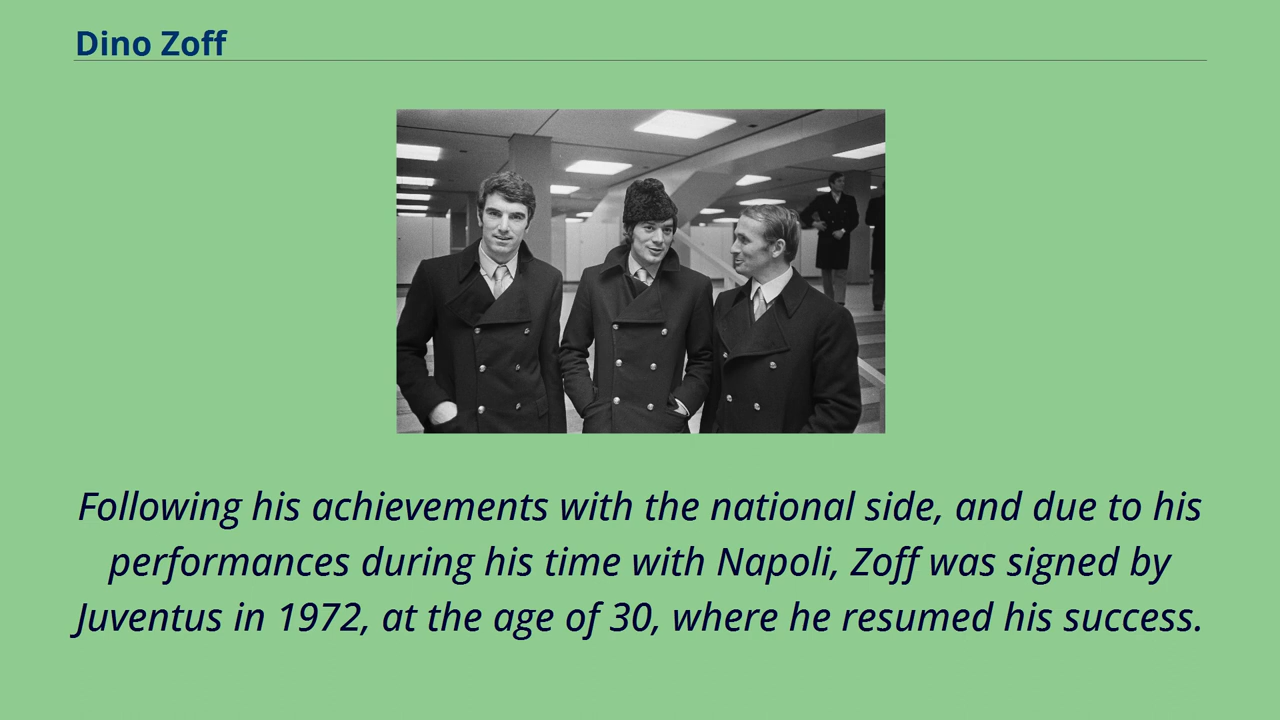 Dino Zoff
Following his achievements with the national side, and due to his
performances during his time with Napoli, Zoff was signed by
Juventus in 1972, at the age of 30, where he resumed his success.